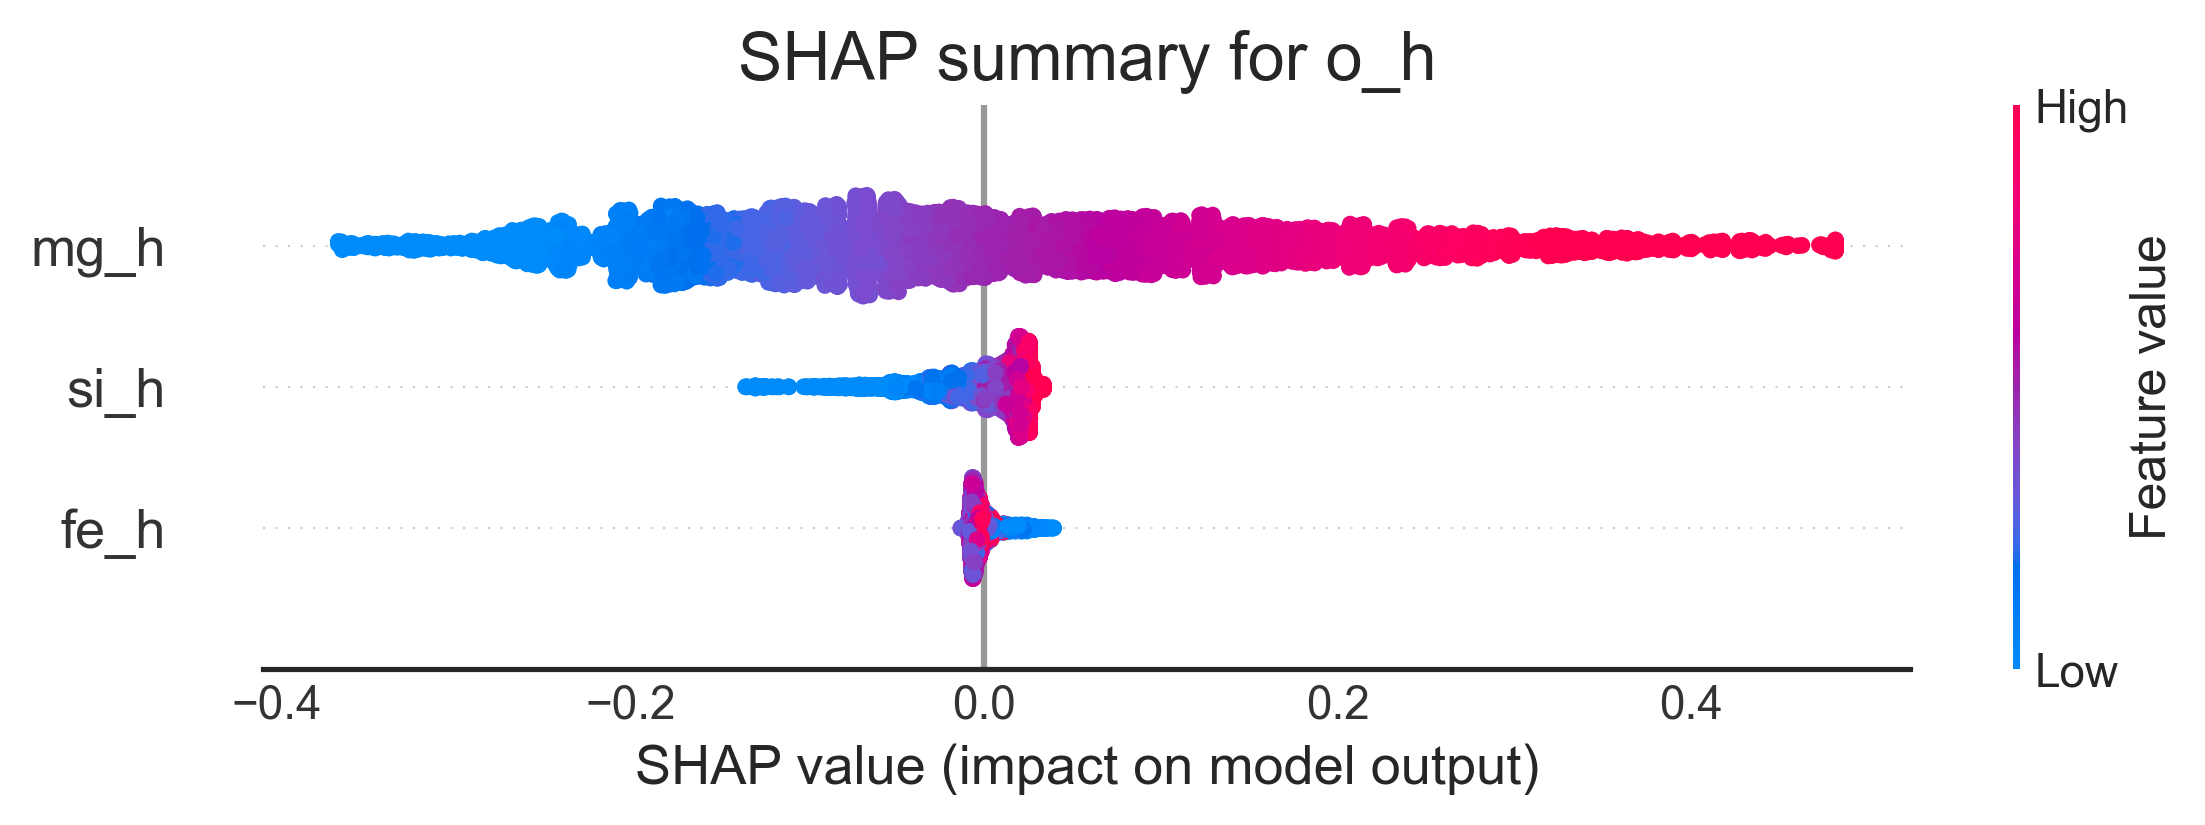 SHAP summary for o_h
High
mg_h
si_h
fe_h
Feature value
Low
−0.4
−0.2
0.0
0.2
0.4
SHAP value (impact on model output)